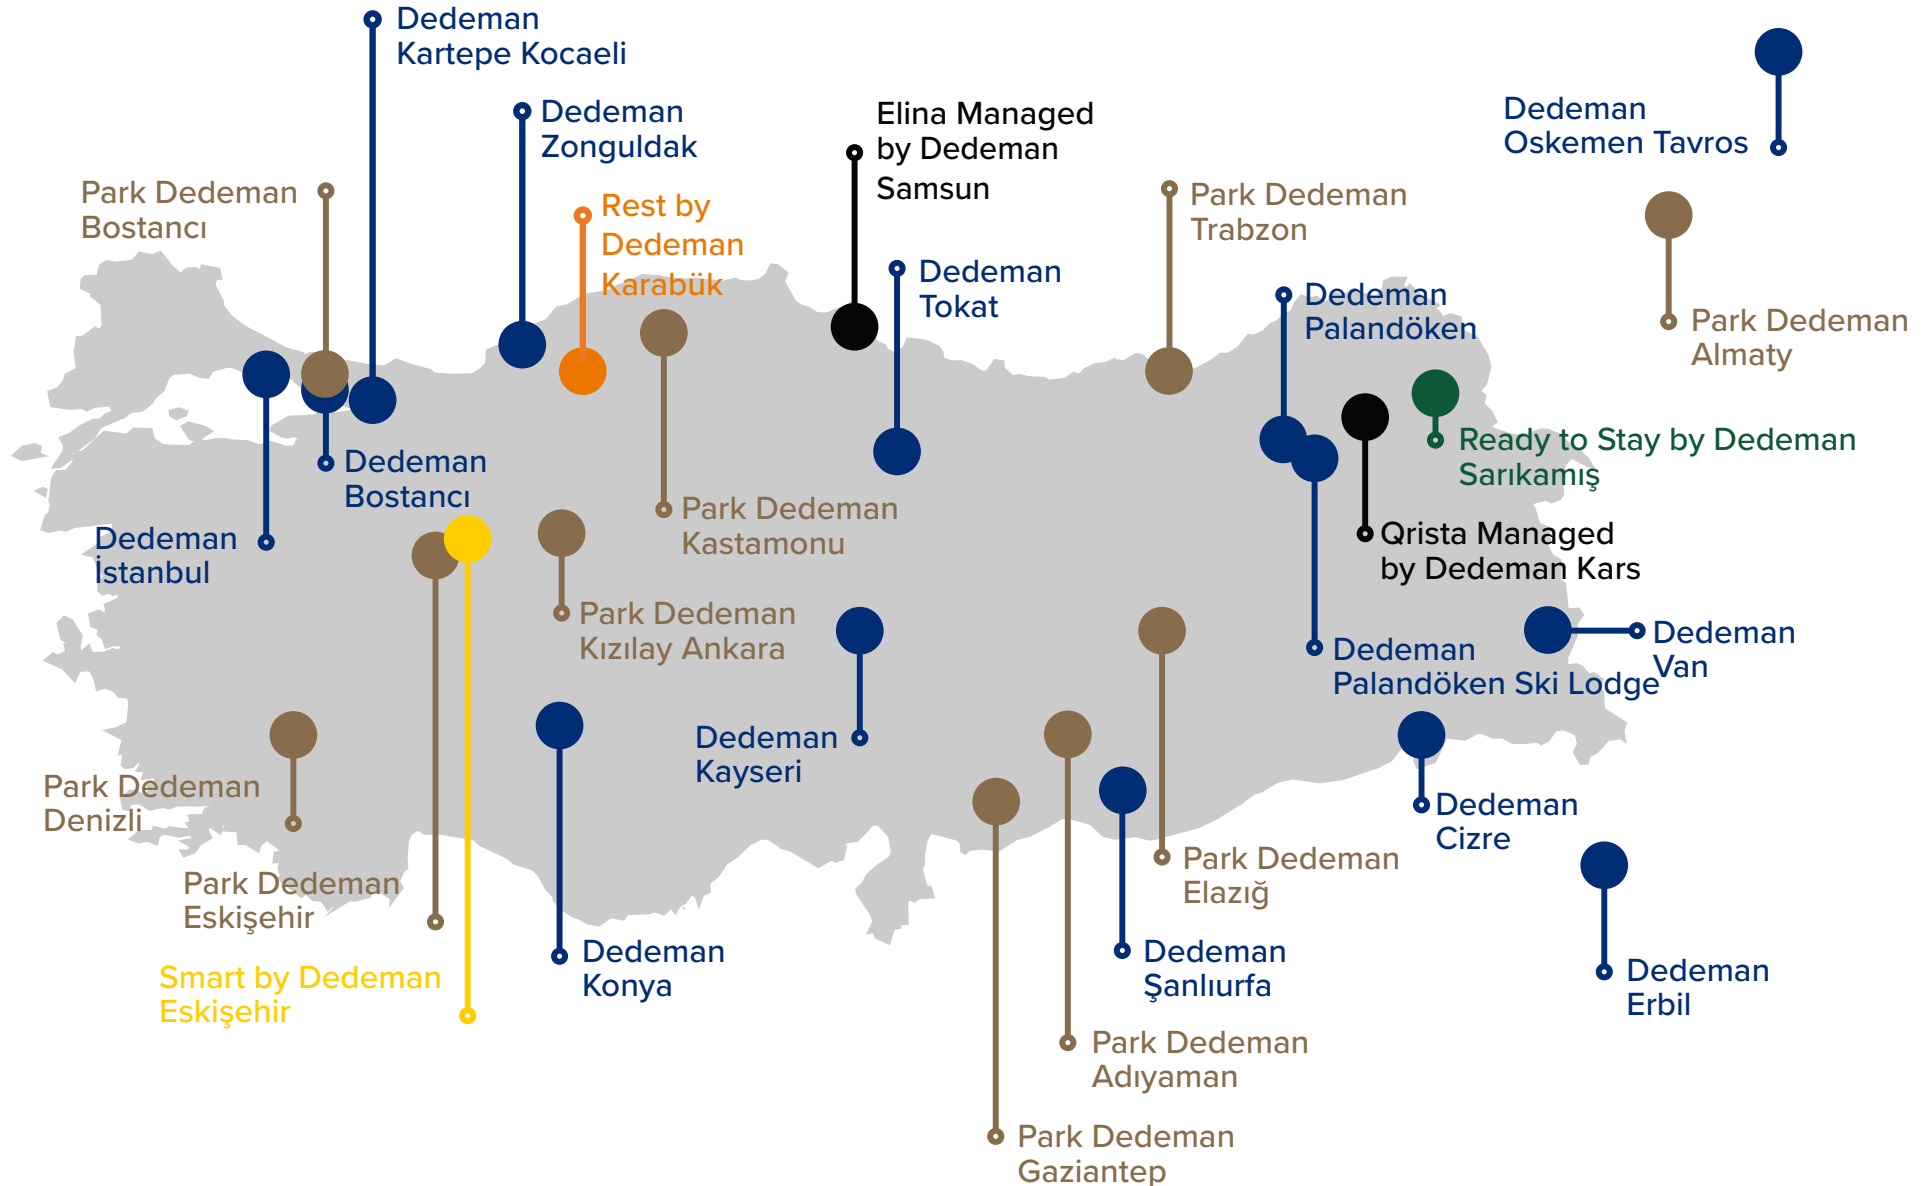 Dedeman
Kartepe Kocaeli
Dedeman
Zonguldak
Elina Managed
by Dedeman
Samsun
Dedeman
Oskemen Tavros
Park Dedeman
Bostancı
Rest by
Dedeman
Karabük
Park Dedeman
Trabzon
Dedeman
Tokat
Dedeman
Palandöken
Park Dedeman
Almaty
Ready to Stay by Dedeman
Sarıkamış
Dedeman
Bostancı
Park Dedeman
Kastamonu
Qrista Managed
by Dedeman Kars
Dedeman
İstanbul
Park Dedeman
Kızılay Ankara
Dedeman
Van
Dedeman
Palandöken Ski Lodge
Dedeman
Kayseri
Park Dedeman
Denizli
Dedeman
Cizre
Park Dedeman
Elazığ
Park Dedeman
Eskişehir
Dedeman
Konya
Dedeman
Şanlıurfa
Smart by Dedeman
Eskişehir
Dedeman
Erbil
Park Dedeman
Adıyaman
Park Dedeman
Gaziantep